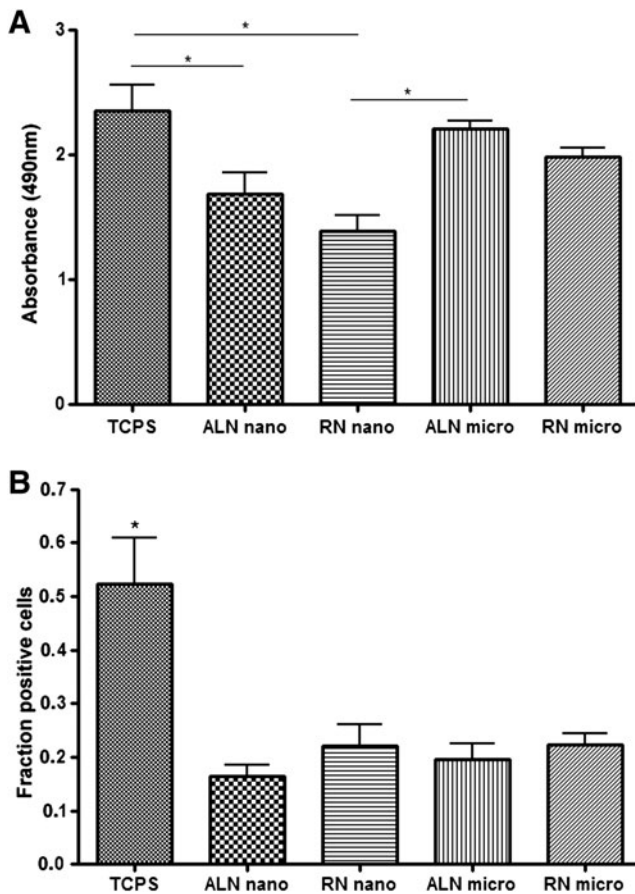 A
Absorbance (490nm)
3
2
1
0
*
*
*
TCPS ALN nano RN nano ALN micro RN micro
B
Fraction positive cells
0.7
0.6
0.5
0.4
0.3
0.2
0.1
0.0
*
TCPS ALN nano RN nano ALN micro RN micro